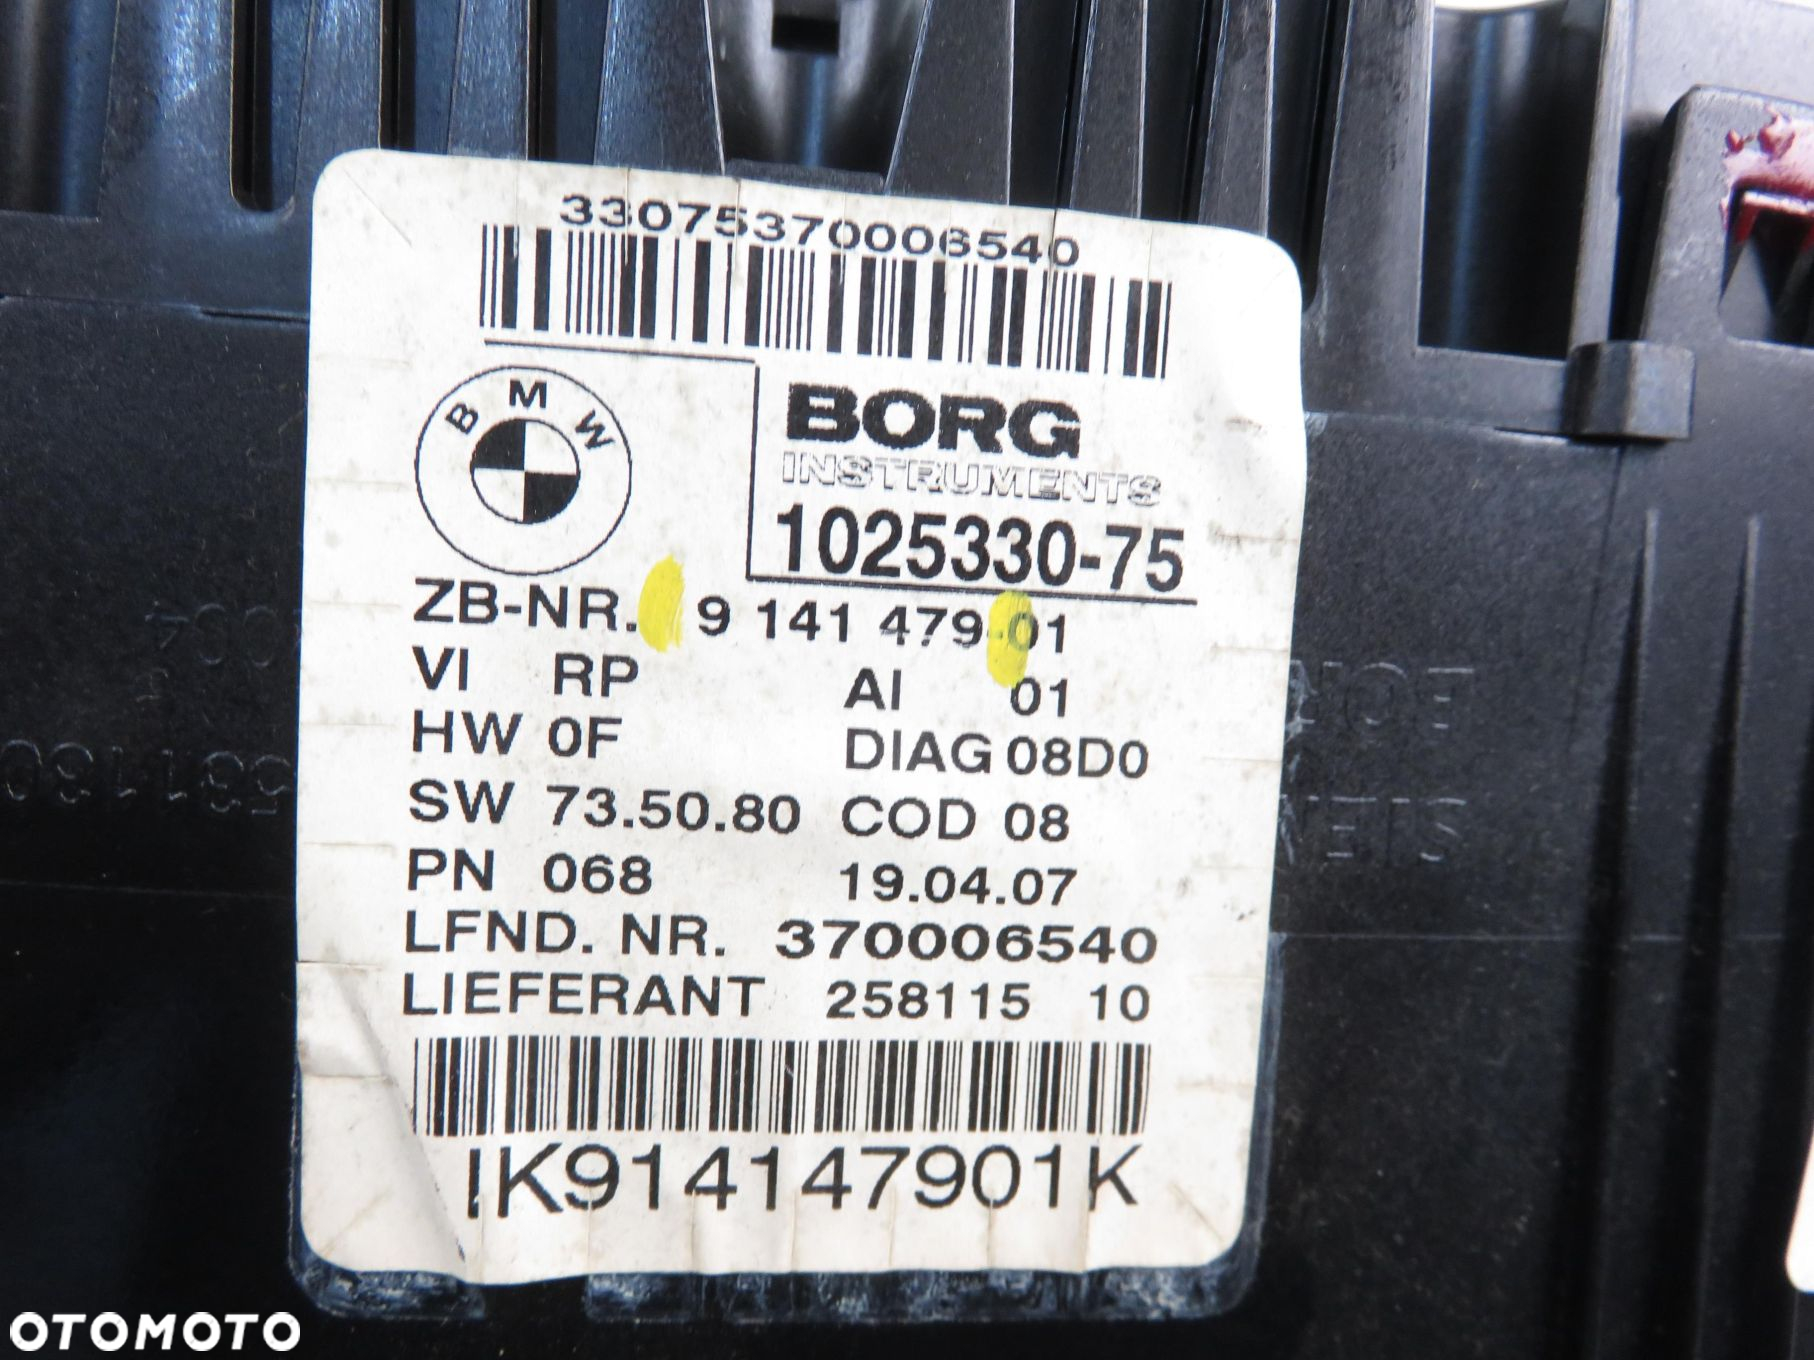 33075370006540
BMW
BORG
INSTRUMENTS
1025330-75
ZB-NR. 9 141 479-01
VI RP AI 01
HW 0F DIAG 08D0
SW 73.50.80 COD 08
PN 068 19.04.07
LFND. NR. 370006540
LIEFERANT 258115 10
IK914147901K
OTOMOTO